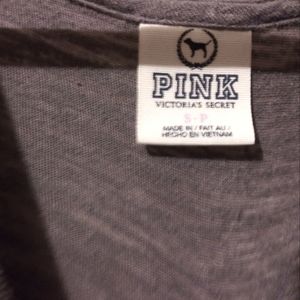 PINK
VICTORIA'S SECRET
S-P
MADE IN / FAIT AU /
HECHO EN VIETNAM